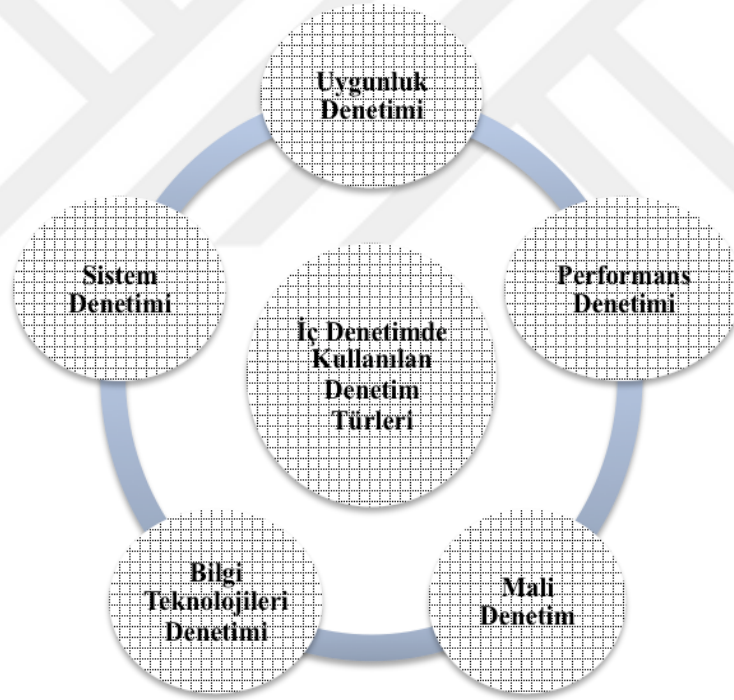 Uygunluk
Denetimi
Sistem
Denetimi
Performans
Denetimi
İç Denetimde
Kullanılan
Denetim
Türleri
Bilgi
Teknolojileri
Denetimi
Mali
Denetim